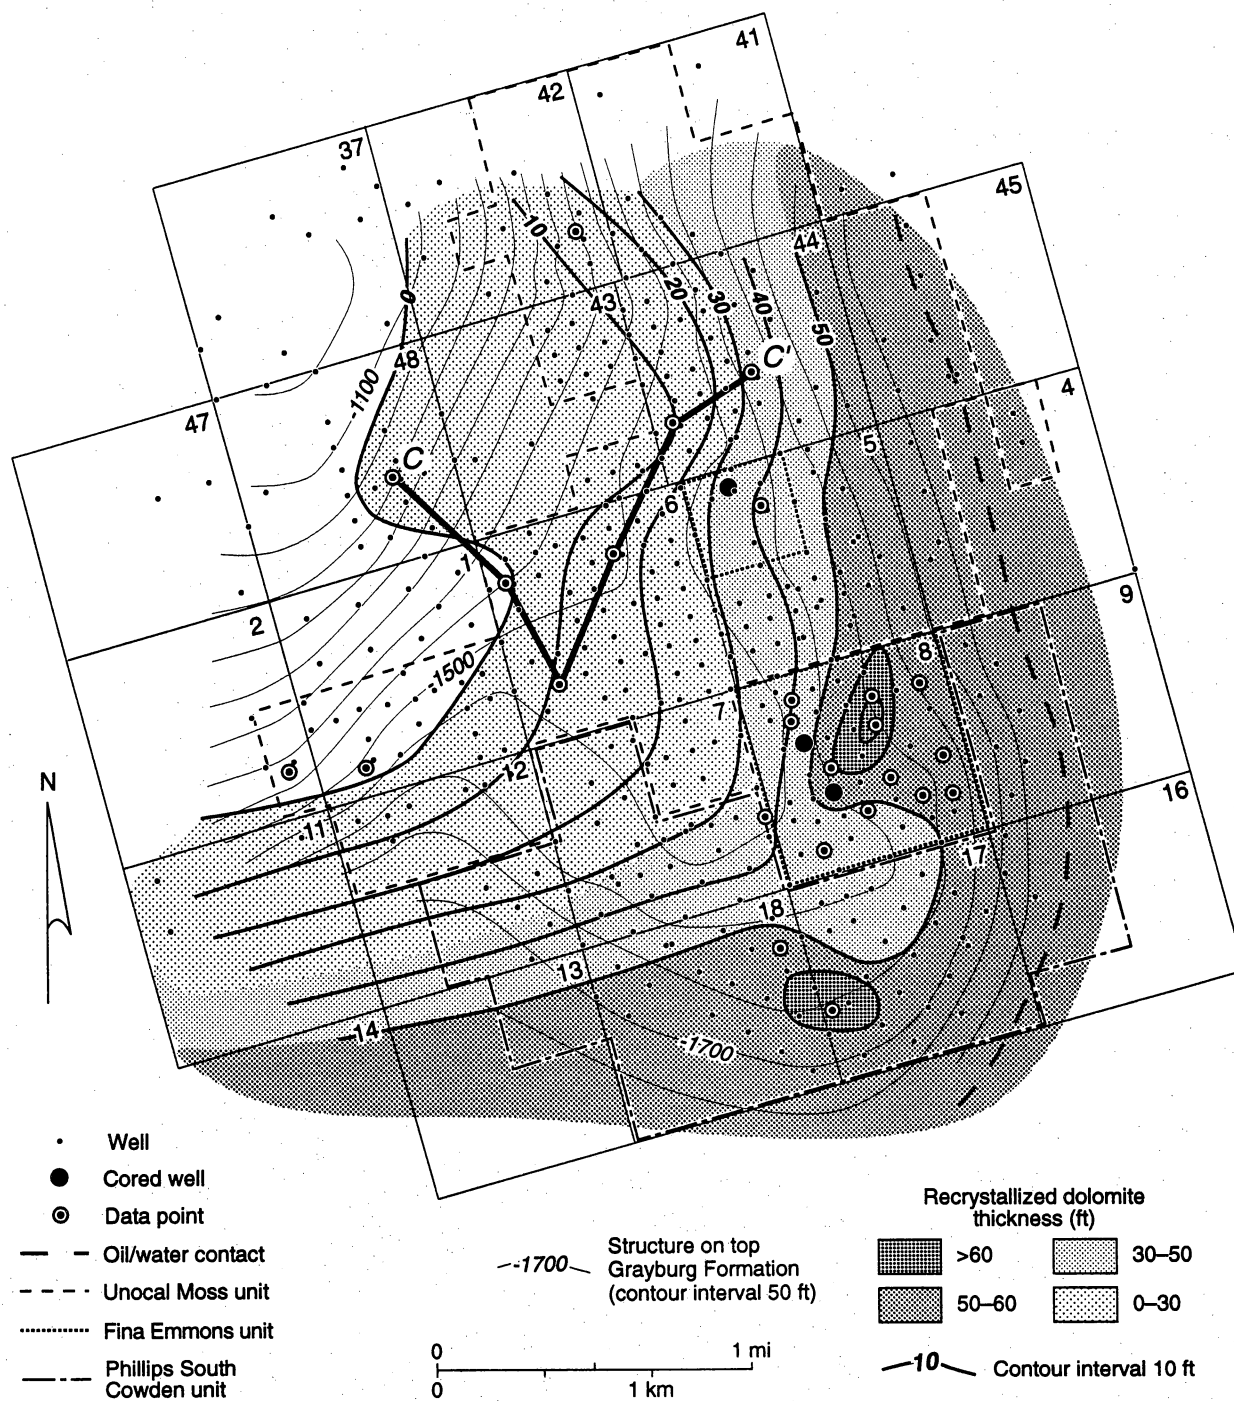 41
42
37
45
10
44
20
30
40
43
0
50
48
C'
-1100
4
47
5
C
6
1
9
2
8
-1500
7
12
16
N
11
17
18
13
14
-1700
Well
Cored well
Data point
Oil/water contact
Unocal Moss unit
Fina Emmons unit
Phillips South
Cowden unit
-1700
Structure on top
Grayburg Formation
(contour interval 50 ft)
0 1 mi
0 1 km
Recrystallized dolomite
thickness (ft)
>60 30–50
50–60 0–30
10 Contour interval 10 ft